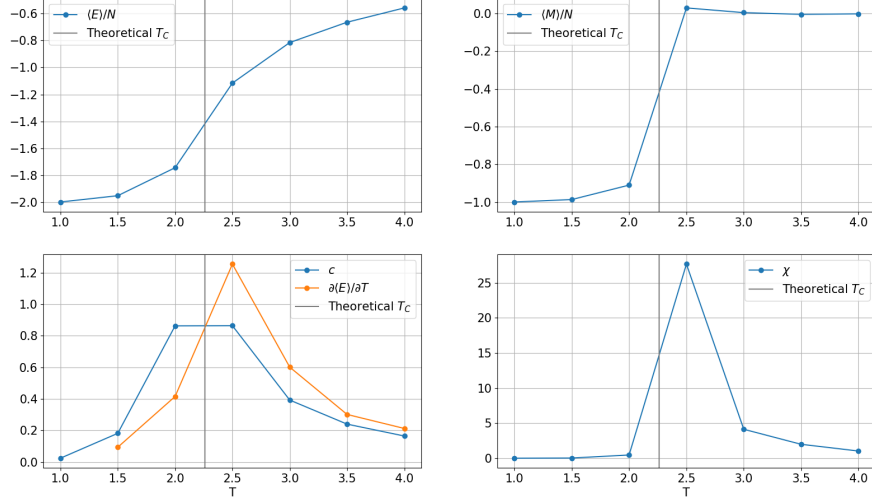 −0.6
−0.8
−1.0
−1.2
−1.4
−1.6
−1.8
−2.0
1.0 1.5 2.0 2.5 3.0 3.5 4.0
⟨E⟩/N
Theoretical T_C
0.0
−0.2
−0.4
−0.6
−0.8
−1.0
1.0 1.5 2.0 2.5 3.0 3.5 4.0
⟨M⟩/N
Theoretical T_C
1.2
1.0
0.8
0.6
0.4
0.2
0.0
1.0 1.5 2.0 2.5 3.0 3.5 4.0
T
c
∂⟨E⟩/∂T
Theoretical T_C
25
20
15
10
5
0
1.0 1.5 2.0 2.5 3.0 3.5 4.0
T
χ
Theoretical T_C